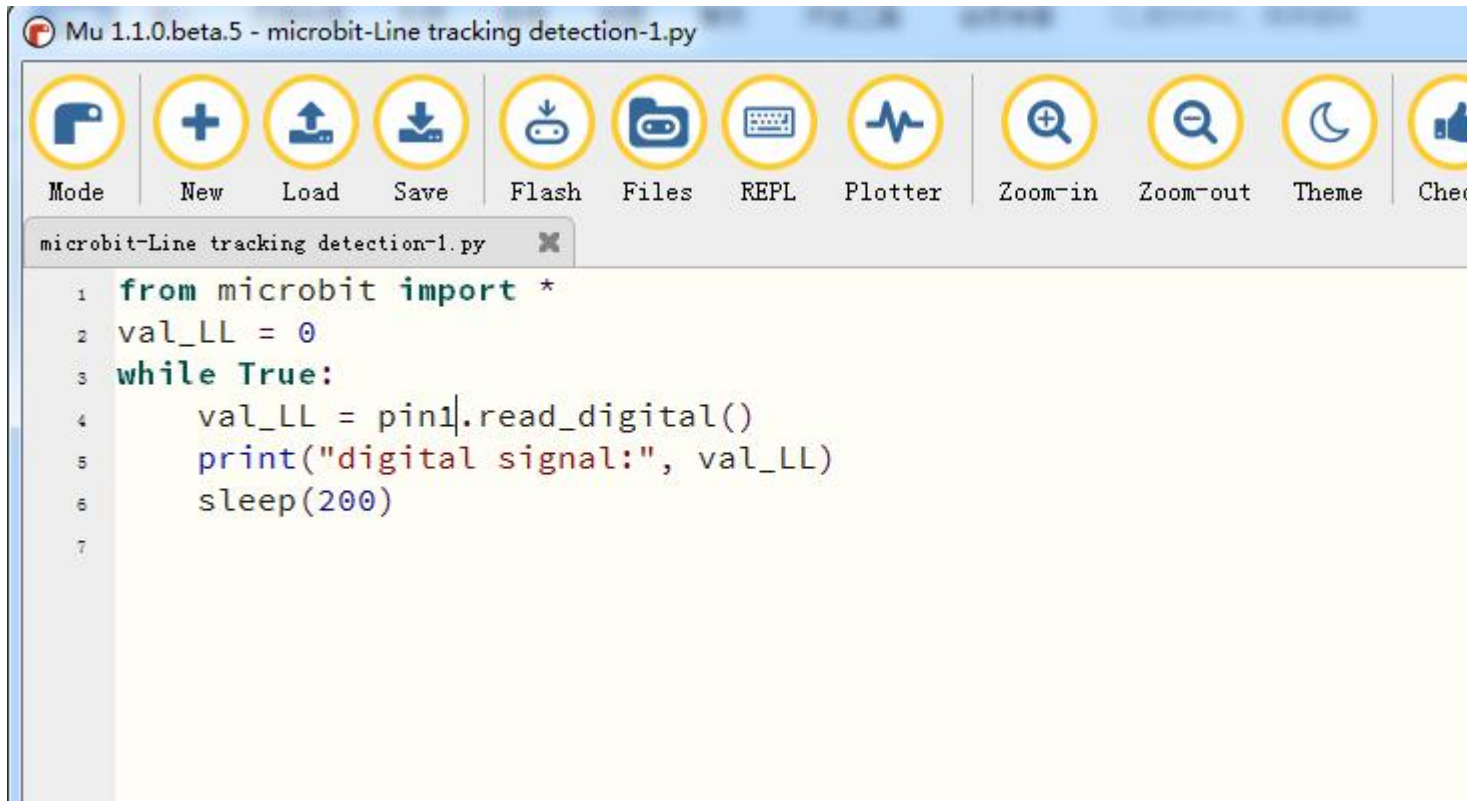 Mu 1.1.0.beta.5 - microbit-Line tracking detection-1.py
Mode New Load Save Flash Files REPL Plotter Zoom-in Zoom-out Theme Chec
microbit-Line tracking detection-1.py
1 from microbit import *
2 val_LL = 0
3 while True:
4 val_LL = pin1.read_digital()
5 print("digital signal:", val_LL)
6 sleep(200)
7